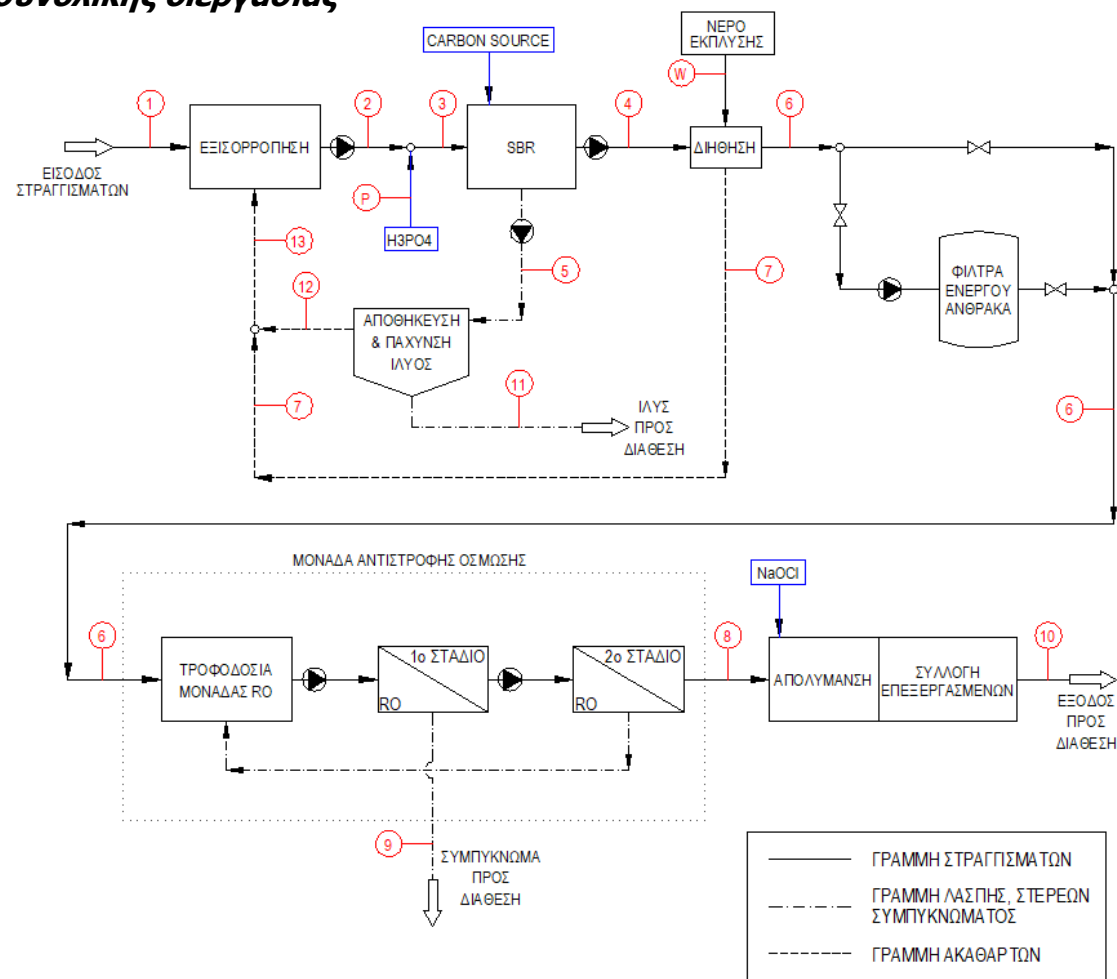 συνολικής διεργασίας
CARBON SOURCE
ΝΕΡΟ
ΕΚΠΛΥΣΗΣ
1
2
3
4
W
6
ΕΞΙΣΟΡΡΟΠΗΣΗ
SBR
ΔΙΗΘΗΣΗ
ΕΙΣΟΔΟΣ
ΣΤΡΑΓΓΙΣΜΑΤΩΝ
P
H3PO4
13
12
5
7
ΦΙΛΤΡΑ
ΕΝΕΡΓΟΥ
ΑΝΘΡΑΚΑ
ΑΠΟΘΗΚΕΥΣΗ
& ΠΑΧΥΝΣΗ
ΙΛΥΟΣ
11
7
6
ΙΛΥΣ
ΠΡΟΣ
ΔΙΑΘΕΣΗ
ΜΟΝΑΔΑ ΑΝΤΙΣΤΡΟΦΗΣ ΟΣΜΩΣΗΣ
NaOCl
6
8
10
ΤΡΟΦΟΔΟΣΙΑ
ΜΟΝΑΔΑΣ RO
1ο ΣΤΑΔΙΟ
RO
2ο ΣΤΑΔΙΟ
RO
ΑΠΟΛΥΜΑΝΣΗ
ΣΥΛΛΟΓΗ
ΕΠΕΞΕΡΓΑΣΜΕΝΩΝ
ΕΞΟΔΟΣ
ΠΡΟΣ
ΔΙΑΘΕΣΗ
9
ΣΥΜΠΥΚΝΩΜΑ
ΠΡΟΣ
ΔΙΑΘΕΣΗ
ΓΡΑΜΜΗ ΣΤΡΑΓΓΙΣΜΑΤΩΝ
ΓΡΑΜΜΗ ΛΑΣΠΗΣ, ΣΤΕΡΕΩΝ
ΣΥΜΠΥΚΝΩΜΑΤΟΣ
ΓΡΑΜΜΗ ΑΚΑΘΑΡΤΩΝ